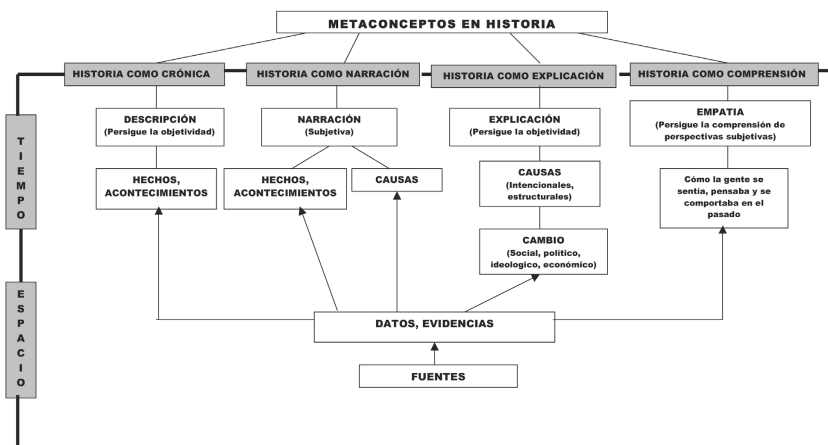 METACONCEPTOS EN HISTORIA
HISTORIA COMO CRÓNICA
HISTORIA COMO NARRACIÓN
HISTORIA COMO EXPLICACIÓN
HISTORIA COMO COMPRENSIÓN
DESCRIPCIÓN
(Persigue la objetividad)
NARRACIÓN
(Subjetiva)
EXPLICACIÓN
(Persigue la objetividad)
EMPATIA
(Persigue la comprensión de
perspectivas subjetivas)
HECHOS,
ACONTECIMIENTOS
HECHOS,
ACONTECIMIENTOS
CAUSAS
CAUSAS
(Intencionales,
estructurales)
Cómo la gente se
sentía, pensaba y se
comportaba en el
pasado
CAMBIO
(Social, político,
ideologico, económico)
DATOS, EVIDENCIAS
FUENTES
TIEMPO
ESPACIO